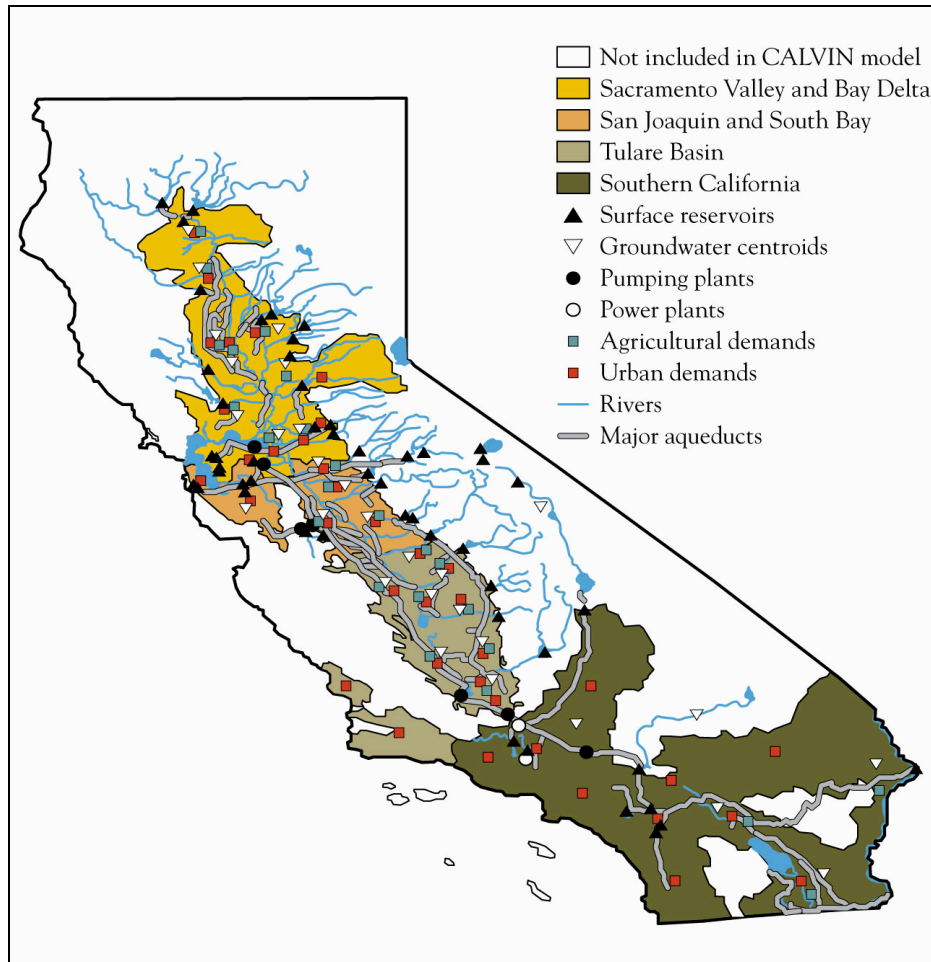 Not included in CALVIN model
Sacramento Valley and Bay Delta
San Joaquin and South Bay
Tulare Basin
Southern California
Surface reservoirs
Groundwater centroids
Pumping plants
Power plants
Agricultural demands
Urban demands
Rivers
Major aqueducts